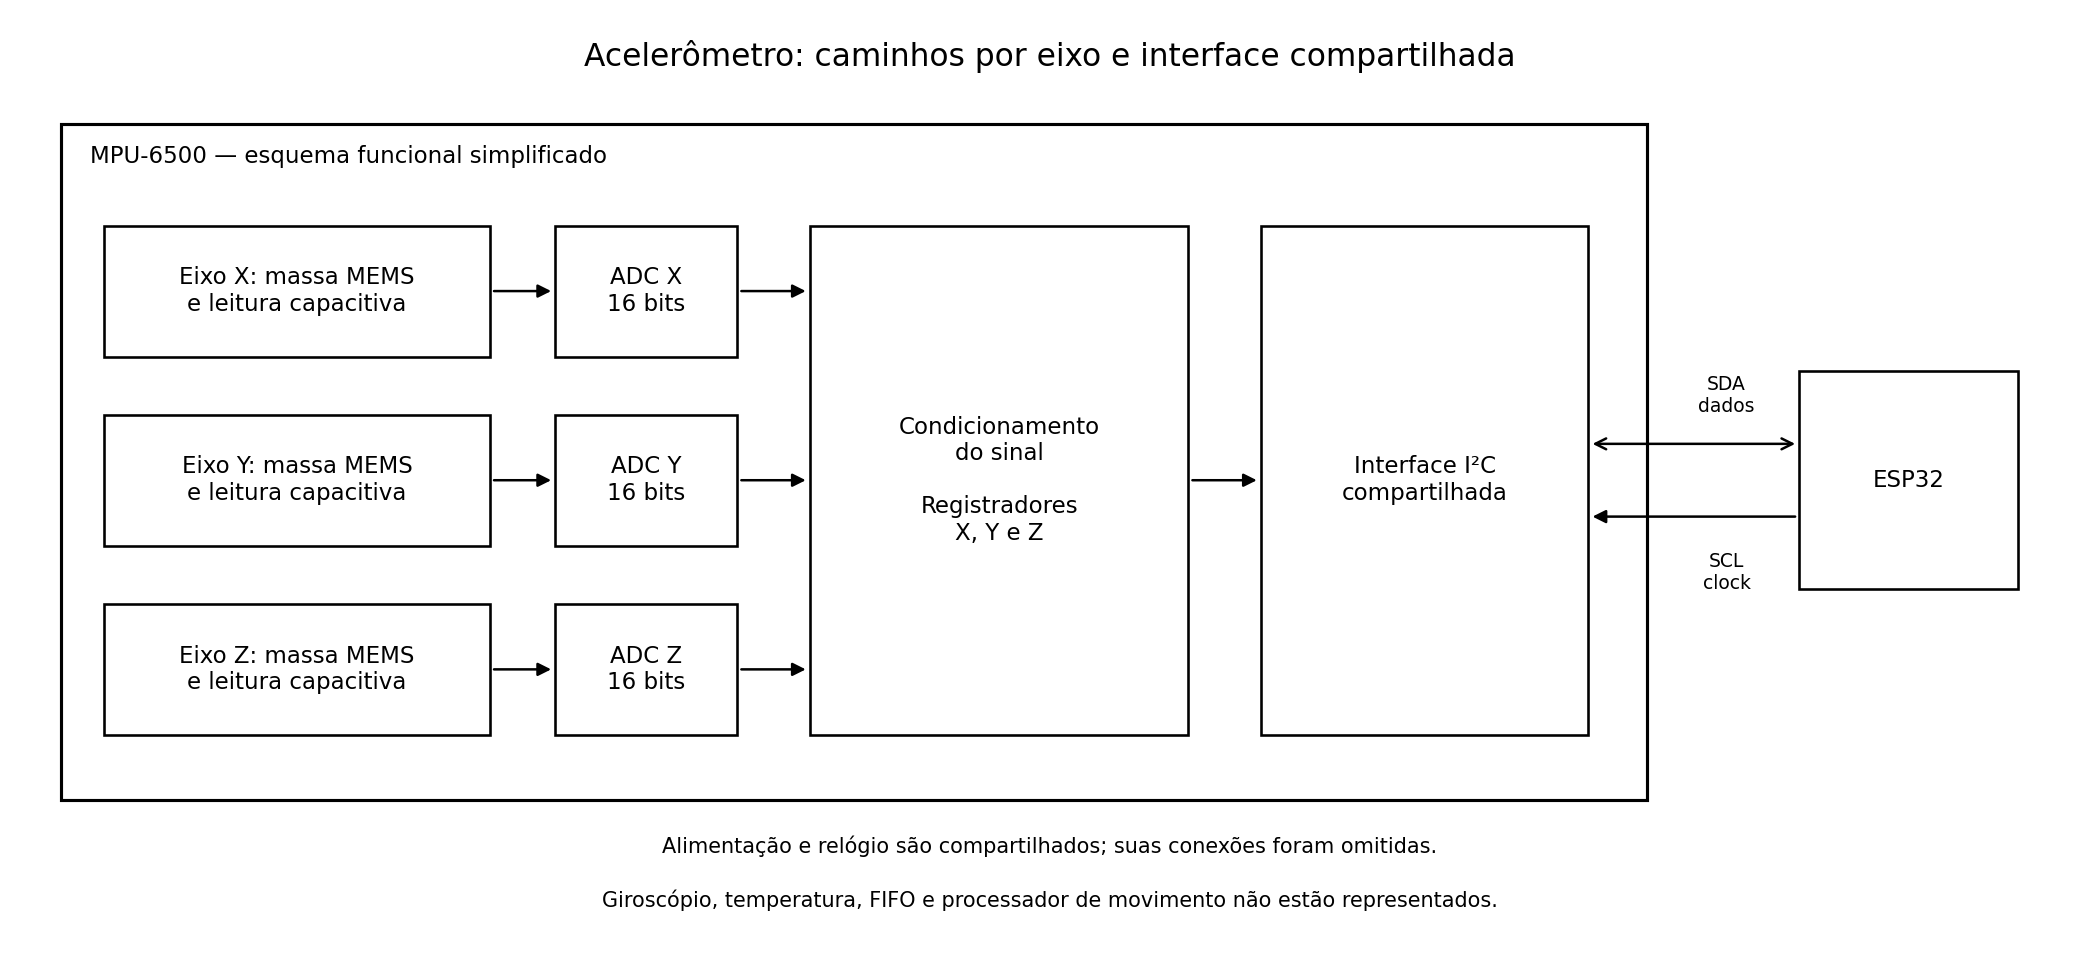 Acelerômetro: caminhos por eixo e interface compartilhada
MPU-6500 — esquema funcional simplificado
Eixo X: massa MEMS
e leitura capacitiva
ADC X
16 bits
Eixo Y: massa MEMS
e leitura capacitiva
ADC Y
16 bits
Eixo Z: massa MEMS
e leitura capacitiva
ADC Z
16 bits
Condicionamento
do sinal
Registradores
X, Y e Z
Interface I²C
compartilhada
SDA
dados
SCL
clock
ESP32
Alimentação e relógio são compartilhados; suas conexões foram omitidas.
Giroscópio, temperatura, FIFO e processador de movimento não estão representados.